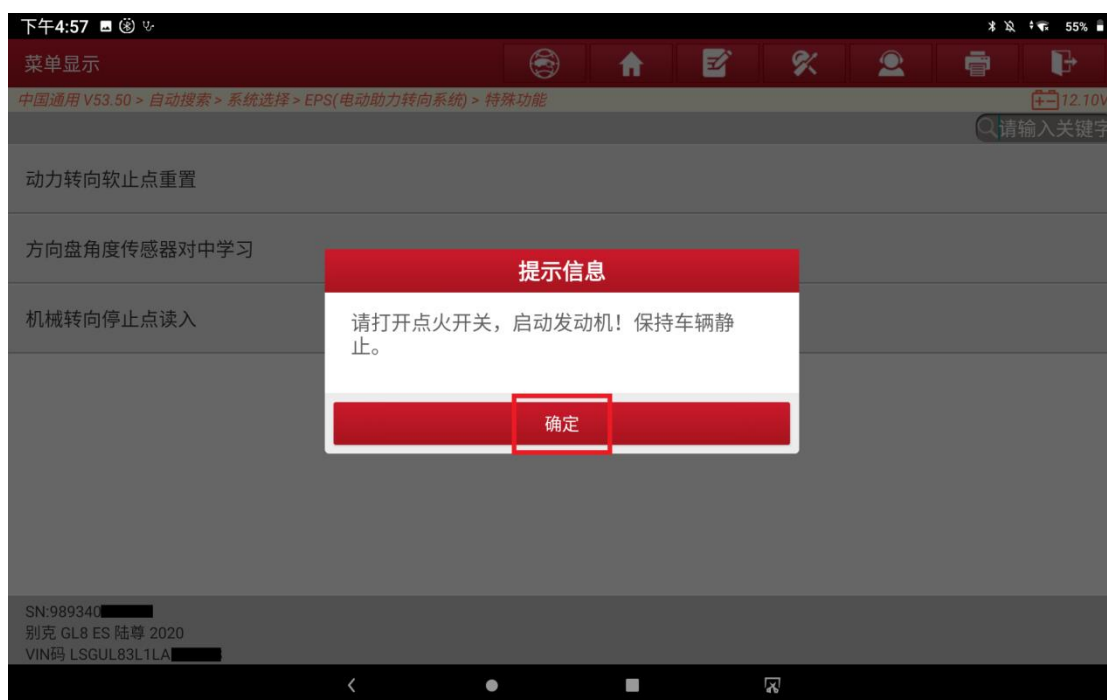 下午4:57
55%
菜单显示
中国通用 V53.50 > 自动搜索 > 系统选择 > EPS(电动助力转向系统) > 特殊功能
12.10V
请输入关键字
动力转向软止点重置
方向盘角度传感器对中学习
机械转向停止点读入
提示信息
请打开点火开关，启动发动机！保持车辆静
止。
确定
SN:989340
别克 GL8 ES 陆尊 2020
VIN码 LSGUL83L1LA